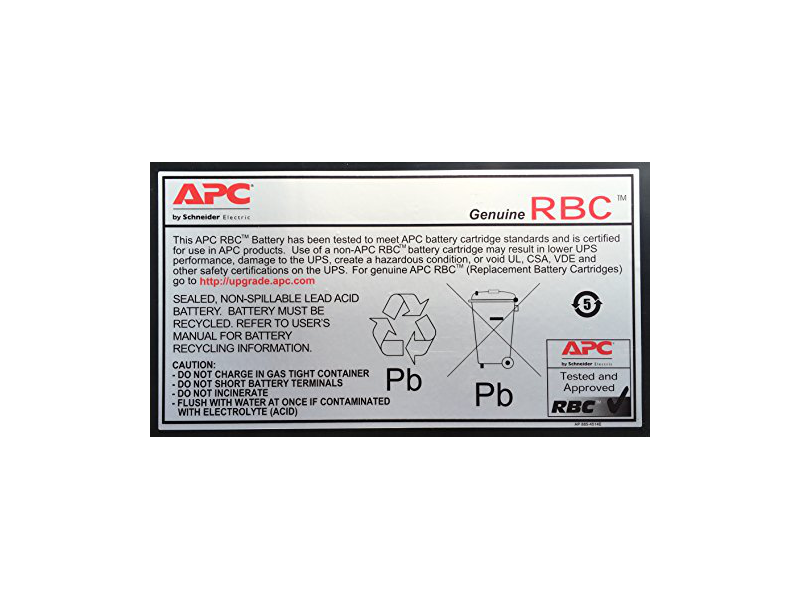 APC
by Schneider Electric
Genuine RBC™
This APC RBC™ Battery has been tested to meet APC battery cartridge standards and is certified
for use in APC products. Use of a non-APC RBC™ battery cartridge may result in lower UPS
performance, damage to the UPS, create a hazardous condition, or void UL, CSA, VDE and
other safety certifications on the UPS. For genuine APC RBC™ (Replacement Battery Cartridges)
go to http://upgrade.apc.com
SEALED, NON-SPILLABLE LEAD ACID
BATTERY. BATTERY MUST BE
RECYCLED. REFER TO USER'S
MANUAL FOR BATTERY
RECYCLING INFORMATION.
CAUTION:
- DO NOT CHARGE IN GAS TIGHT CONTAINER
- DO NOT SHORT BATTERY TERMINALS
- DO NOT INCINERATE
- FLUSH WITH WATER AT ONCE IF CONTAMINATED
WITH ELECTROLYTE (ACID)
Pb
Pb
5
APC
by Schneider Electric
Tested and
Approved
RBC™